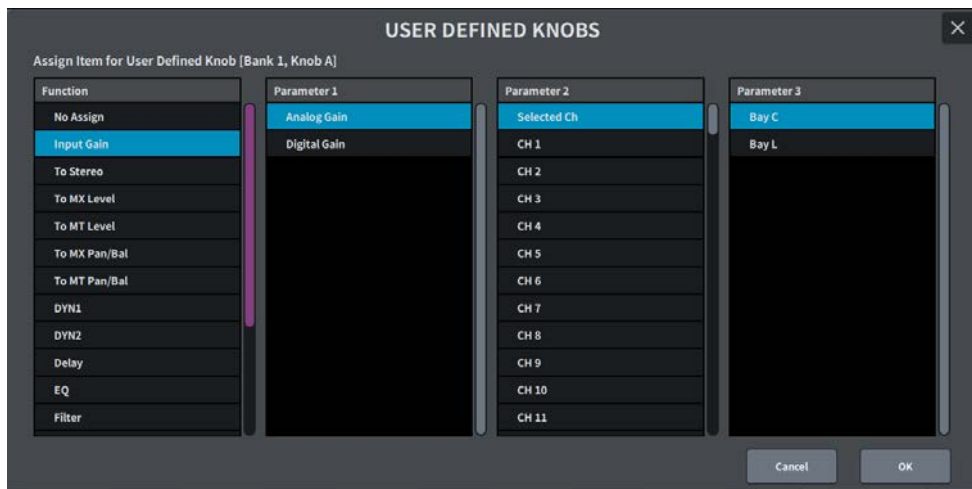 USER DEFINED KNOBS
Assign Item for User Defined Knob [Bank 1, Knob A]
Function Parameter 1 Parameter 2 Parameter 3
No Assign Analog Gain Selected Ch Bay C
Input Gain Digital Gain CH 1 Bay L
To Stereo CH 2
To MX Level CH 3
To MT Level CH 4
To MX Pan/Bal CH 5
To MT Pan/Bal CH 6
DYN1 CH 7
DYN2 CH 8
Delay CH 9
EQ CH 10
Filter CH 11
Cancel OK